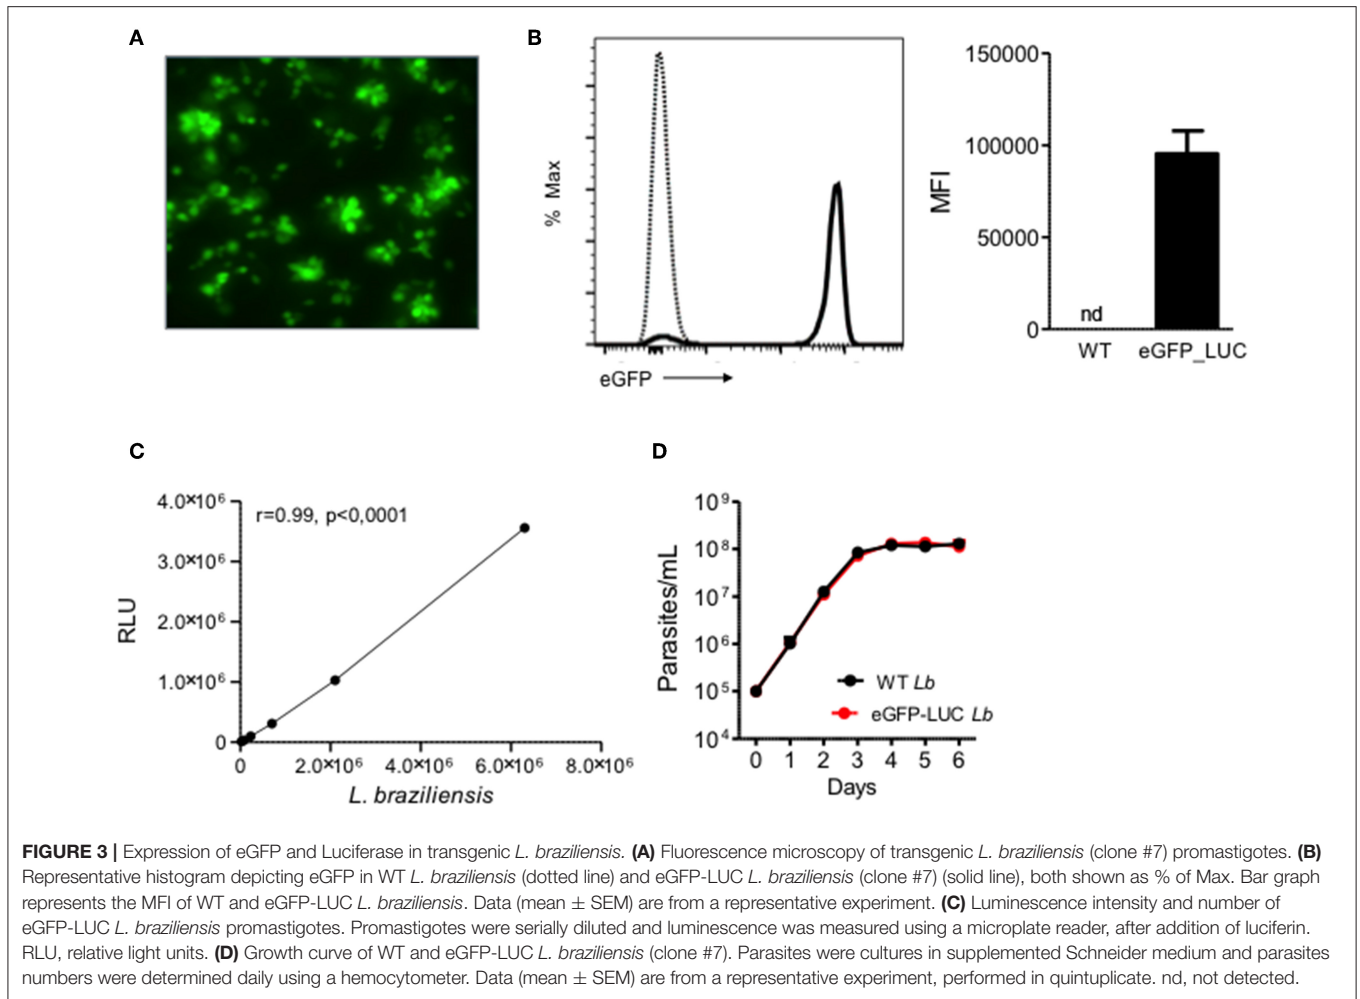 A
B
% Max
eGFP
MFI
150000
100000
50000
0
nd
WT
eGFP_LUC
C
r=0.99, p<0,0001
RLU
4.0×10⁶
3.0×10⁶
2.0×10⁶
1.0×10⁶
0
0
2.0×10⁶
4.0×10⁶
6.0×10⁶
8.0×10⁶
L. braziliensis
D
Parasites/mL
10⁹
10⁸
10⁷
10⁶
10⁵
10⁴
WT Lb
eGFP-LUC Lb
0 1 2 3 4 5 6
Days
FIGURE 3 | Expression of eGFP and Luciferase in transgenic L. braziliensis. (A) Fluorescence microscopy of transgenic L. braziliensis (clone #7) promastigotes. (B)
Representative histogram depicting eGFP in WT L. braziliensis (dotted line) and eGFP-LUC L. braziliensis (clone #7) (solid line), both shown as % of Max. Bar graph
represents the MFI of WT and eGFP-LUC L. braziliensis. Data (mean ± SEM) are from a representative experiment. (C) Luminescence intensity and number of
eGFP-LUC L. braziliensis promastigotes. Promastigotes were serially diluted and luminescence was measured using a microplate reader, after addition of luciferin.
RLU, relative light units. (D) Growth curve of WT and eGFP-LUC L. braziliensis (clone #7). Parasites were cultures in supplemented Schneider medium and parasites
numbers were determined daily using a hemocytometer. Data (mean ± SEM) are from a representative experiment, performed in quintuplicate. nd, not detected.